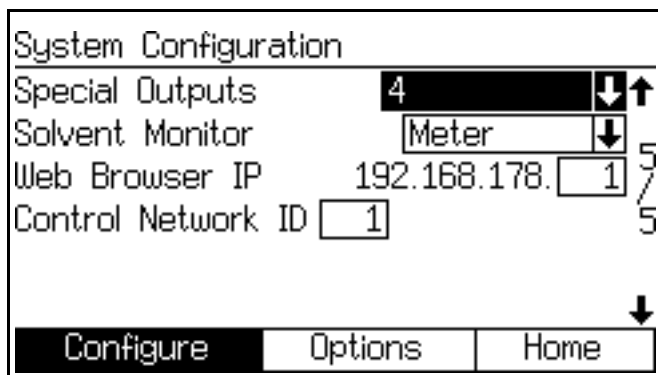 System Configuration
Special Outputs 4
Solvent Monitor Meter
Web Browser IP 192.168.178. 1
Control Network ID 1
5/5
Configure Options Home